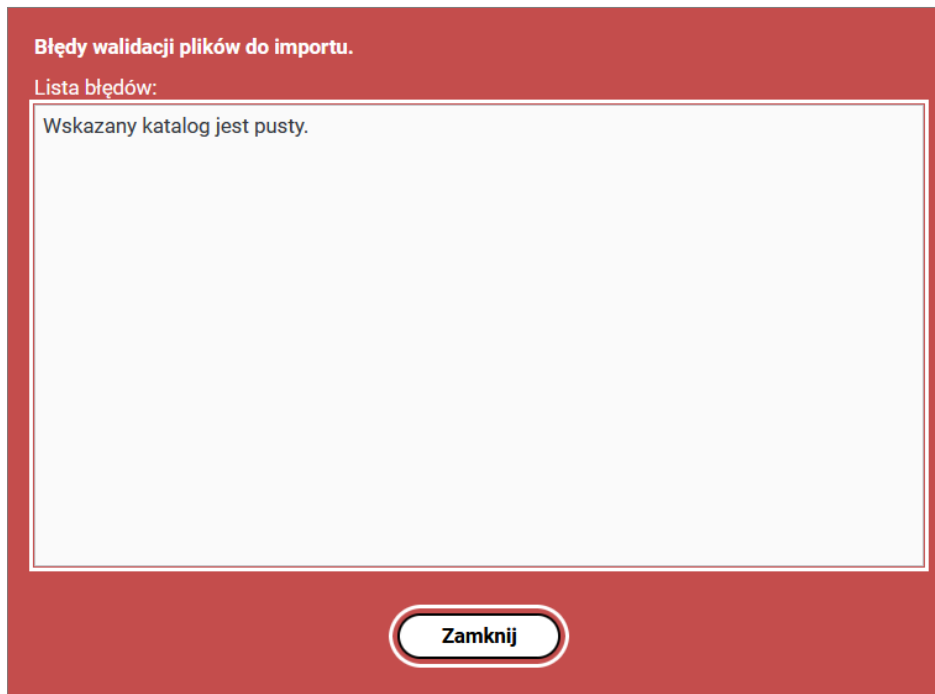 Błędy walidacji plików do importu.
Lista błędów:
Wskazany katalog jest pusty.
Zamknij